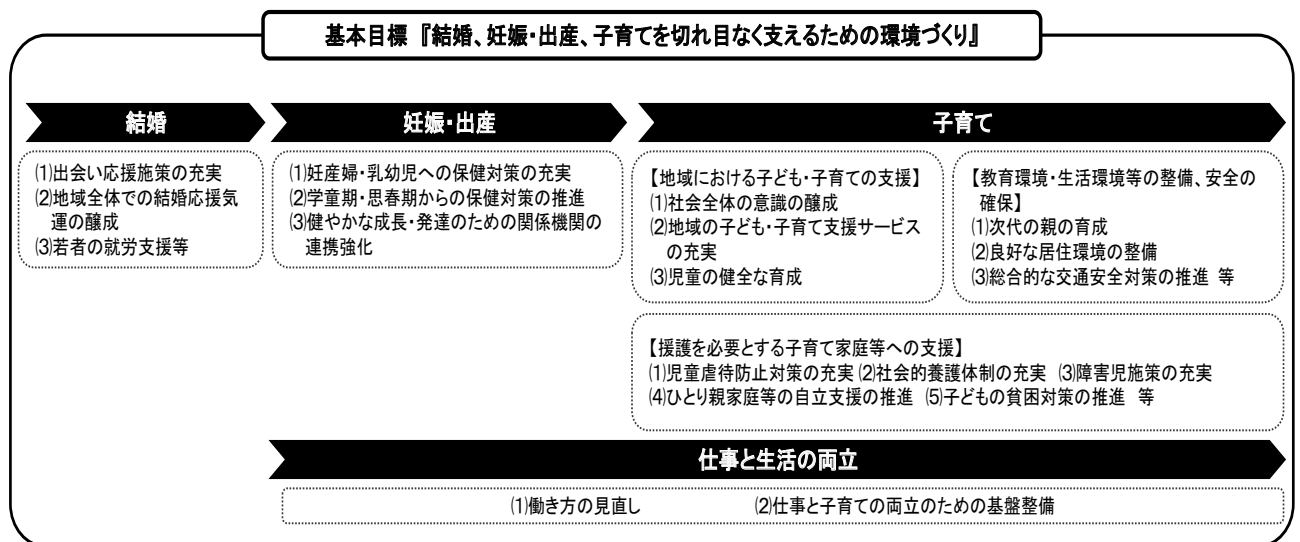 基本目標『結婚、妊娠・出産、子育てを切れ目なく支えるための環境づくり』
結婚
⑴出会い応援施策の充実
⑵地域全体での結婚応援気
運の醸成
⑶若者の就労支援等
妊娠・出産
⑴妊産婦・乳幼児への保健対策の充実
⑵学童期・思春期からの保健対策の推進
⑶健やかな成長・発達のための関係機関の
連携強化
子育て
【地域における子ども・子育ての支援】
⑴社会全体の意識の醸成
⑵地域の子ども・子育て支援サービス
の充実
⑶児童の健全な育成
【教育環境・生活環境等の整備、安全の
確保】
⑴次代の親の育成
⑵良好な居住環境の整備
⑶総合的な交通安全対策の推進 等
【援護を必要とする子育て家庭等への支援】
⑴児童虐待防止対策の充実 ⑵社会的養護体制の充実 ⑶障害児施策の充実
⑷ひとり親家庭等の自立支援の推進 ⑸子どもの貧困対策の推進 等
仕事と生活の両立
⑴働き方の見直し ⑵仕事と子育ての両立のための基盤整備